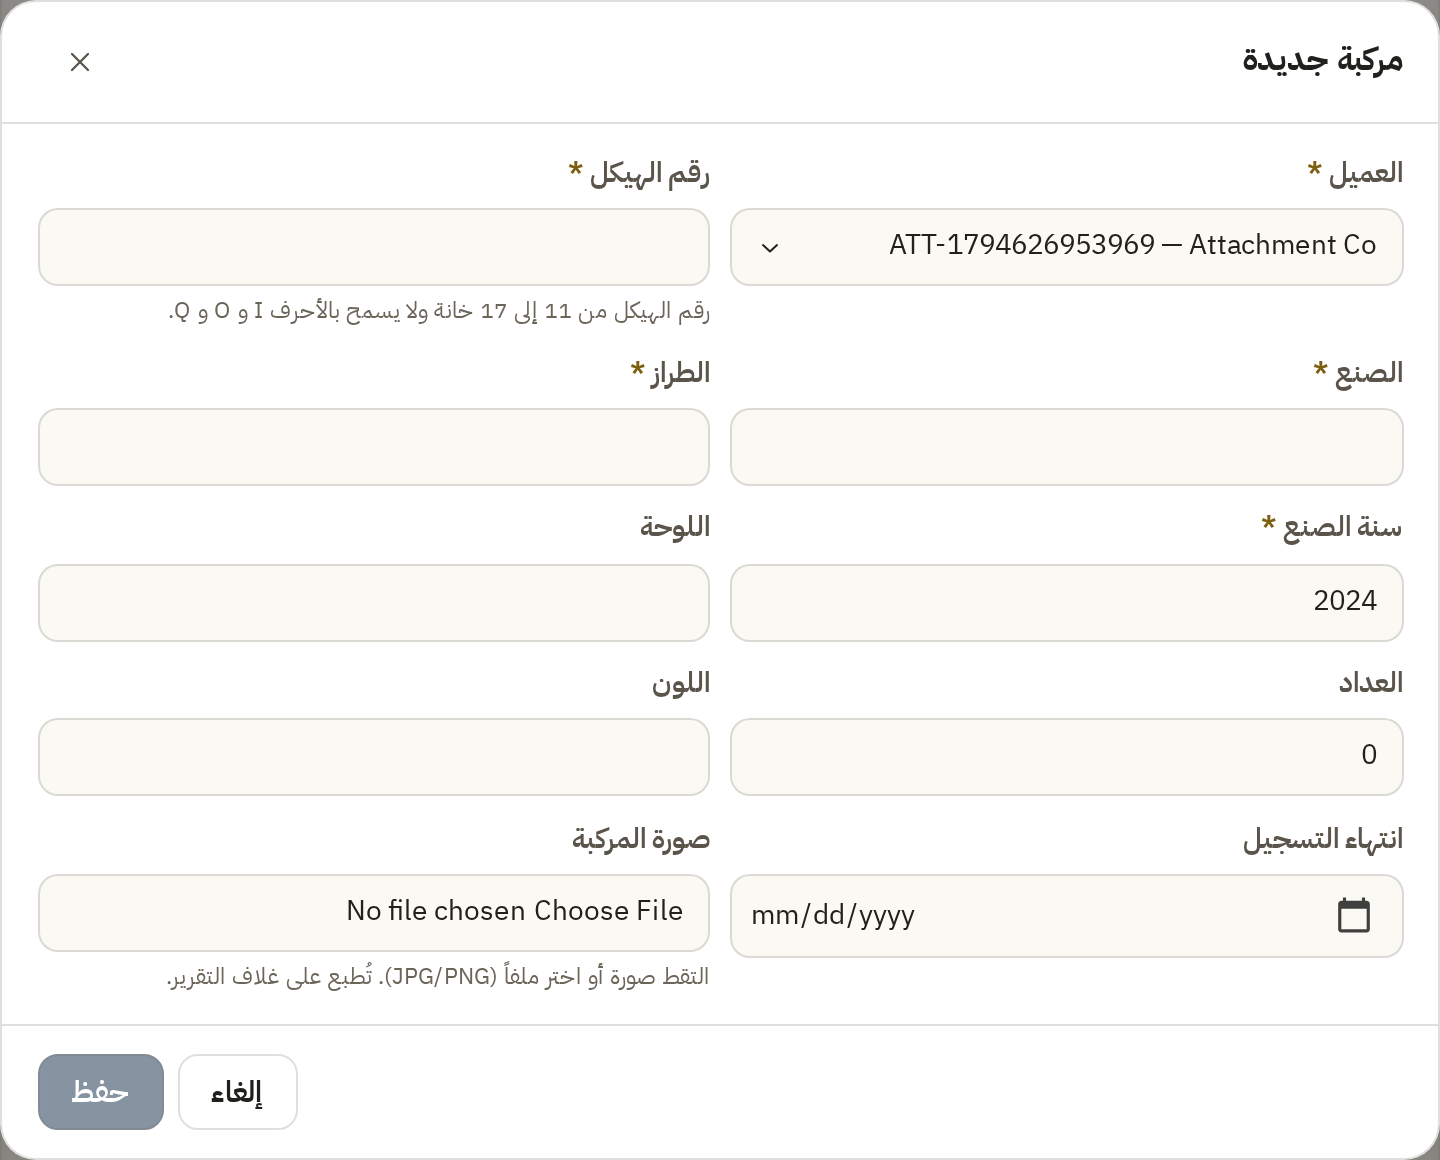 مركبة جديدة
العميل *
ATT-1794626953969 — Attachment Co
رقم الهيكل *
رقم الهيكل من 11 إلى 17 خانة ولا يسمح بالأحرف I و O و Q.
الصنع *
الطراز *
سنة الصنع *
2024
اللوحة
العداد
0
اللون
انتهاء التسجيل
mm/dd/yyyy
صورة المركبة
Choose File No file chosen
التقط صورة أو اختر ملفاً (JPG/PNG). تُطبع على غلاف التقرير.
إلغاء
حفظ